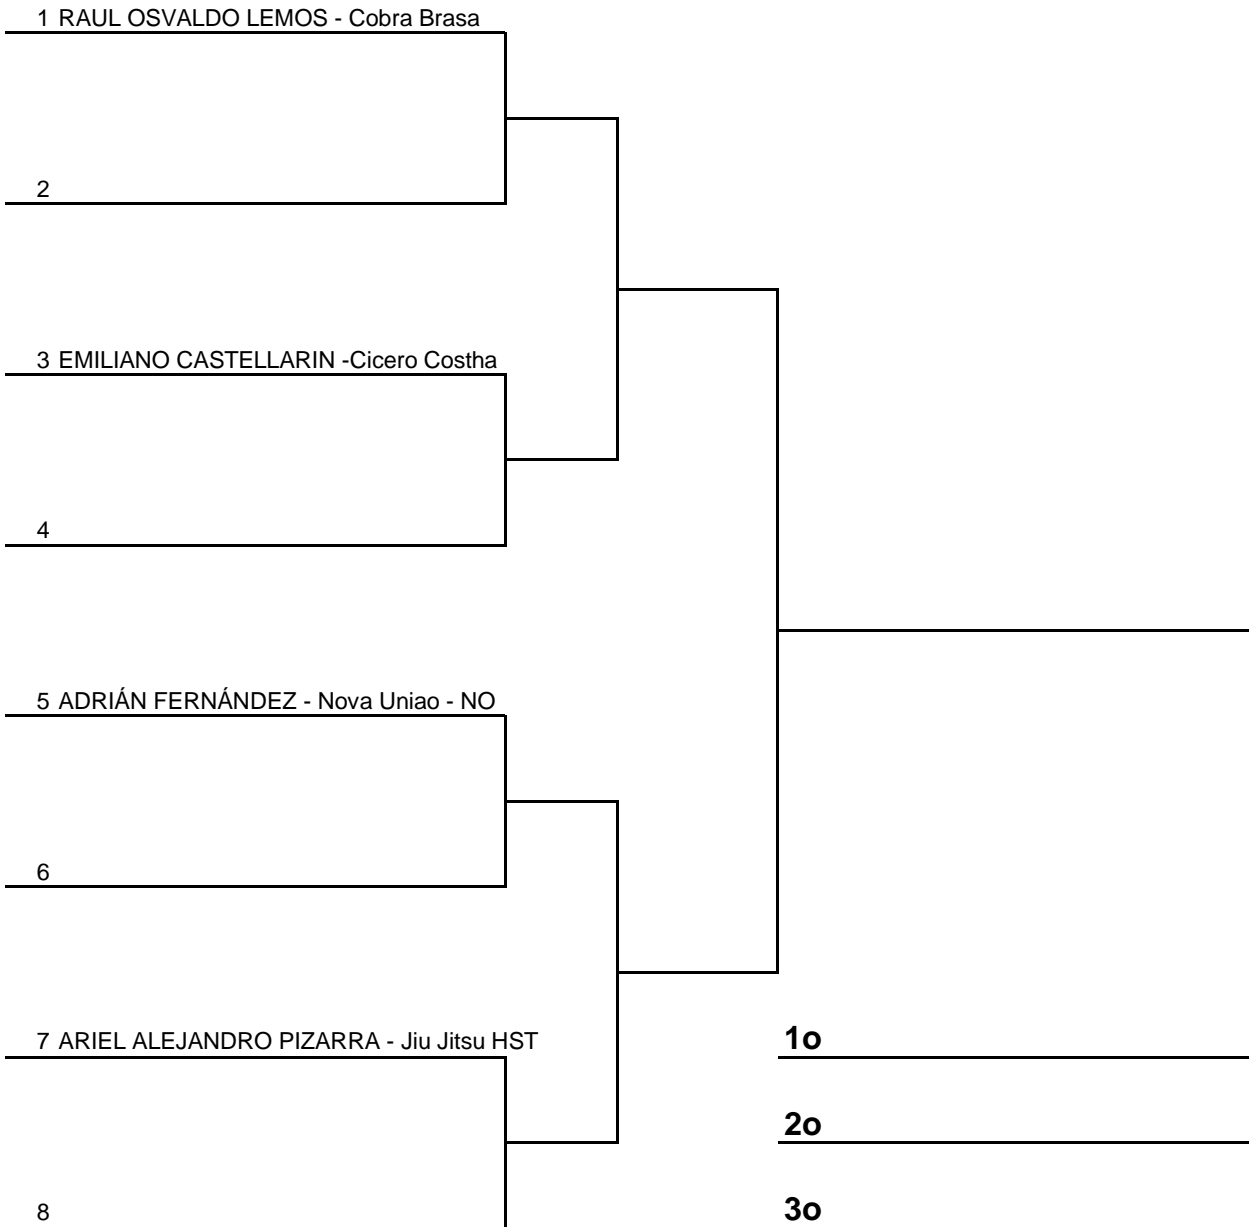 1 RAUL OSVALDO LEMOS - Cobra Brasa
2
3 EMILIANO CASTELLARIN -Cicero Costha
4
5 ADRIÁN FERNÁNDEZ - Nova Uniao - NO
6
7 ARIEL ALEJANDRO PIZARRA - Jiu Jitsu HST
8
1o
2o
3o